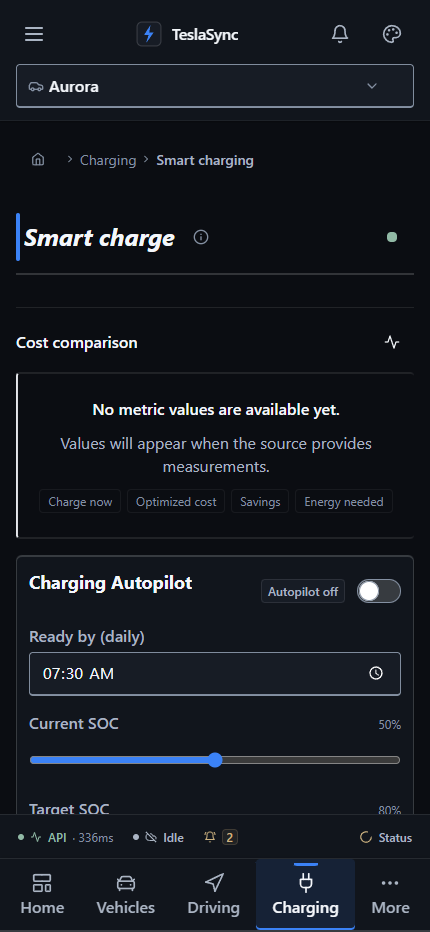 TeslaSync
Aurora
Charging
Smart charging
Smart charge
Cost comparison
No metric values are available yet.
Values will appear when the source provides
measurements.
Charge now
Optimized cost
Savings
Energy needed
Charging Autopilot
Autopilot off
Ready by (daily)
07:30 AM
Current SOC
50%
Target SOC
80%
API · 336ms
Idle
2
Status
Home
Vehicles
Driving
Charging
More